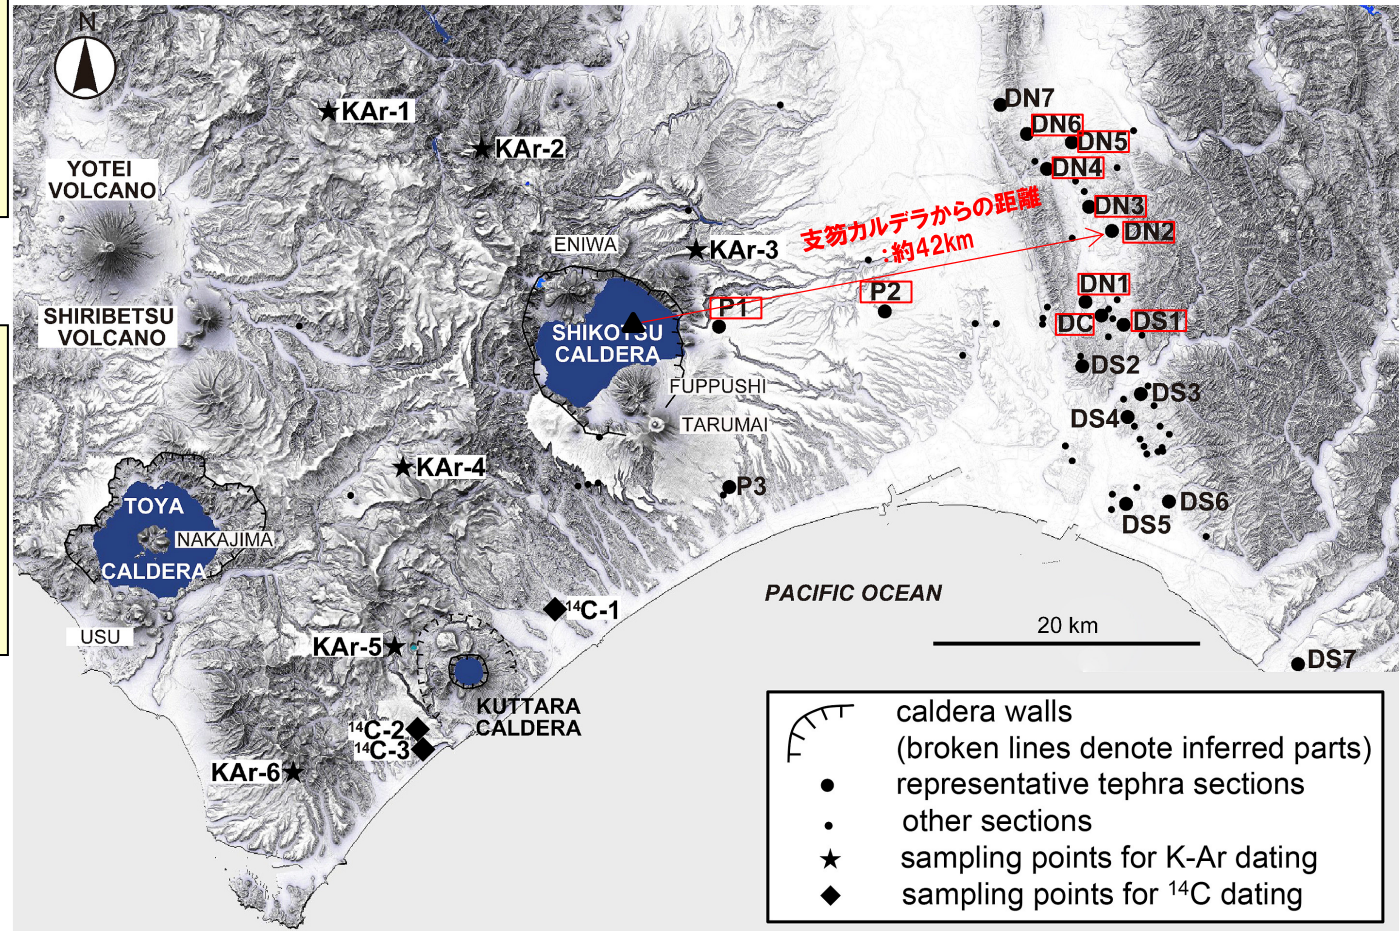 N
DN7
KAr-1
DN6
DN5
KAr-2
DN4
YOTEI
VOLCANO
支笏カルデラからの距離
:約42km
DN3
DN2
ENIWA
KAr-3
DN1
P1
P2
SHIRIBETSU
VOLCANO
SHIKOTSU
CALDERA
DC
DS1
DS2
FUPPUSHI
DS3
TARUMAI
DS4
KAr-4
P3
TOYA
CALDERA
NAKAJIMA
DS6
DS5
USU
14C-1
PACIFIC OCEAN
20 km
KAr-5
DS7
KUTTARA
CALDERA
14C-2
14C-3
KAr-6
caldera walls
(broken lines denote inferred parts)
representative tephra sections
other sections
sampling points for K-Ar dating
sampling points for 14C dating